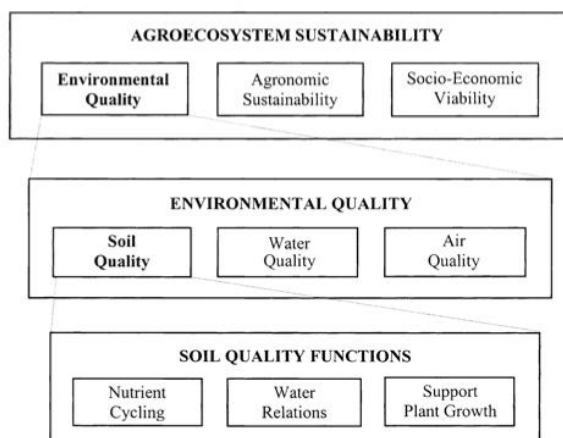 AGROECOSYSTEM SUSTAINABILITY
Environmental
Quality
Agronomic
Sustainability
Socio-Economic
Viability
ENVIRONMENTAL QUALITY
Soil
Quality
Water
Quality
Air
Quality
SOIL QUALITY FUNCTIONS
Nutrient
Cycling
Water
Relations
Support
Plant Growth